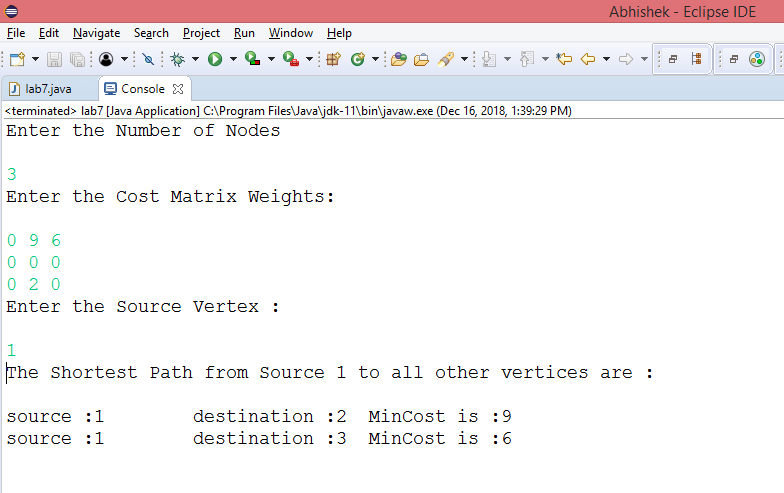 Abhishek - Eclipse IDE
File Edit Navigate Search Project Run Window Help
lab7.java Console
<terminated> lab7 [Java Application] C:\Program Files\Java\jdk-11\bin\javaw.exe (Dec 16, 2018, 1:39:29 PM)
Enter the Number of Nodes
3
Enter the Cost Matrix Weights:
0 9 6
0 0 0
0 2 0
Enter the Source Vertex :
1
The Shortest Path from Source 1 to all other vertices are :
source :1 destination :2 MinCost is :9
source :1 destination :3 MinCost is :6